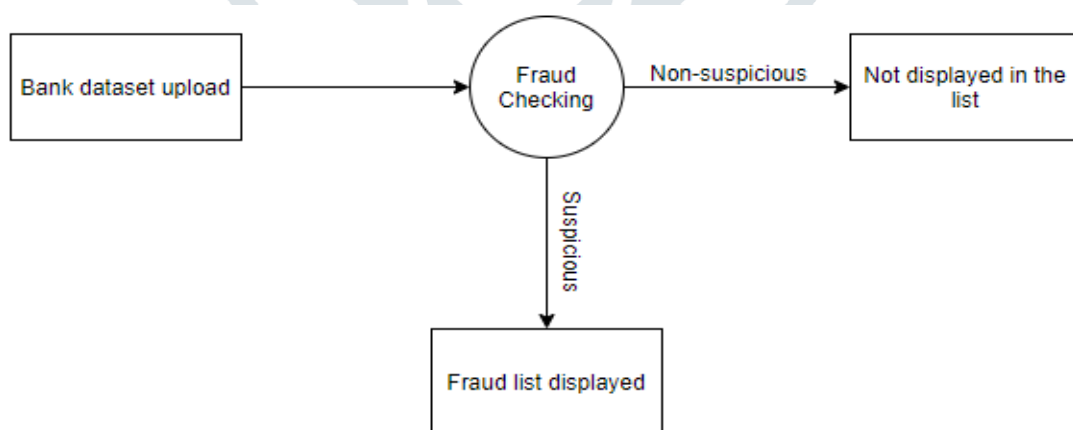 Bank dataset upload
Fraud
Checking
Non-suspicious
Not displayed in the
list
Suspicious
Fraud list displayed